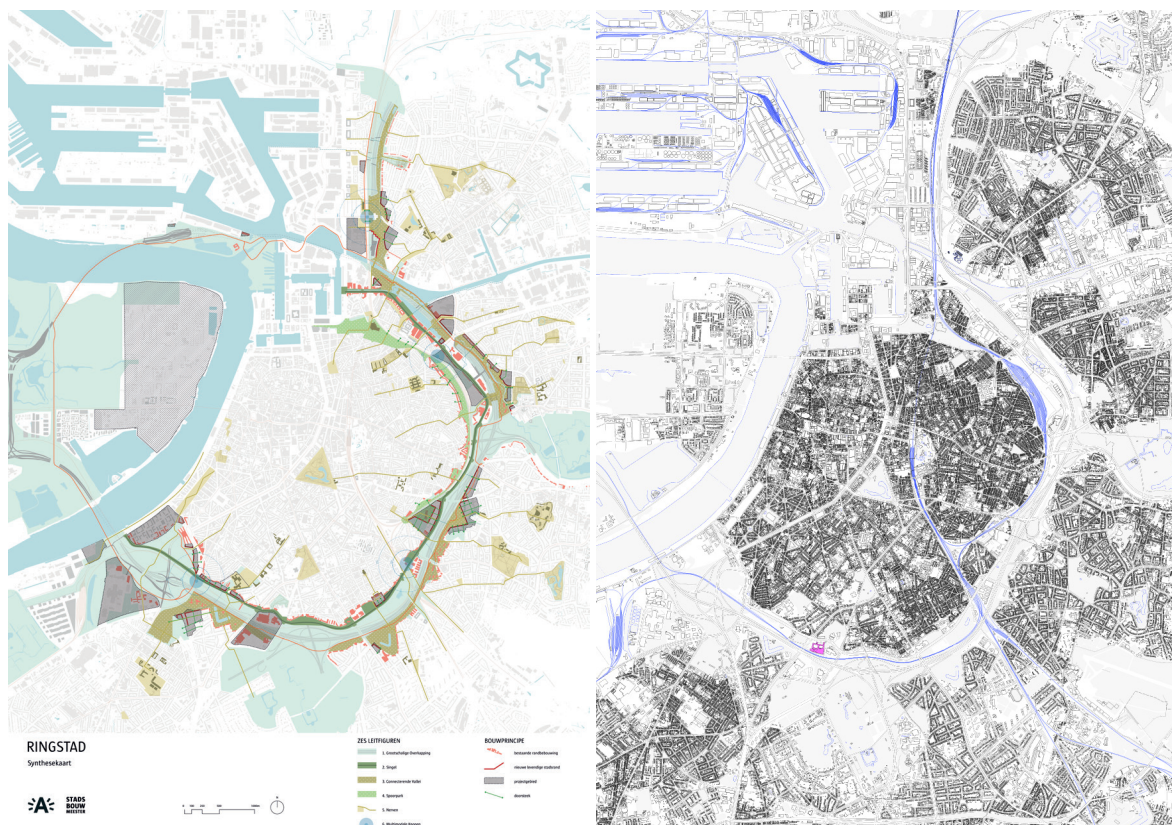 RINGSTAD
Synthesekaart
STADS
BOUW
MEESTER
ZES LEITFIGUREN
1. Grootschalige Overkapping
2. Singel
3. Connecterende Vallei
4. Spoorpark
5. Nerven
6. Multimodale Knopen
BOUWPRINCIPE
bestaande randbebouwing
nieuwe levendige stadsrand
projectgebied
doorsteek